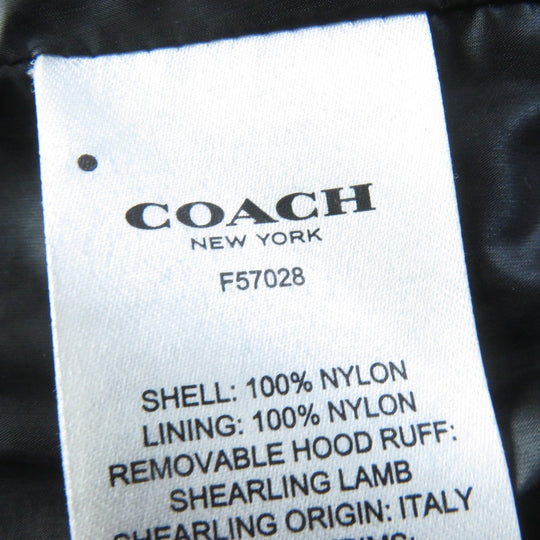 COACH
NEW YORK
F57028
SHELL: 100% NYLON
LINING: 100% NYLON
REMOVABLE HOOD RUFF:
SHEARLING LAMB
SHEARLING ORIGIN: ITALY